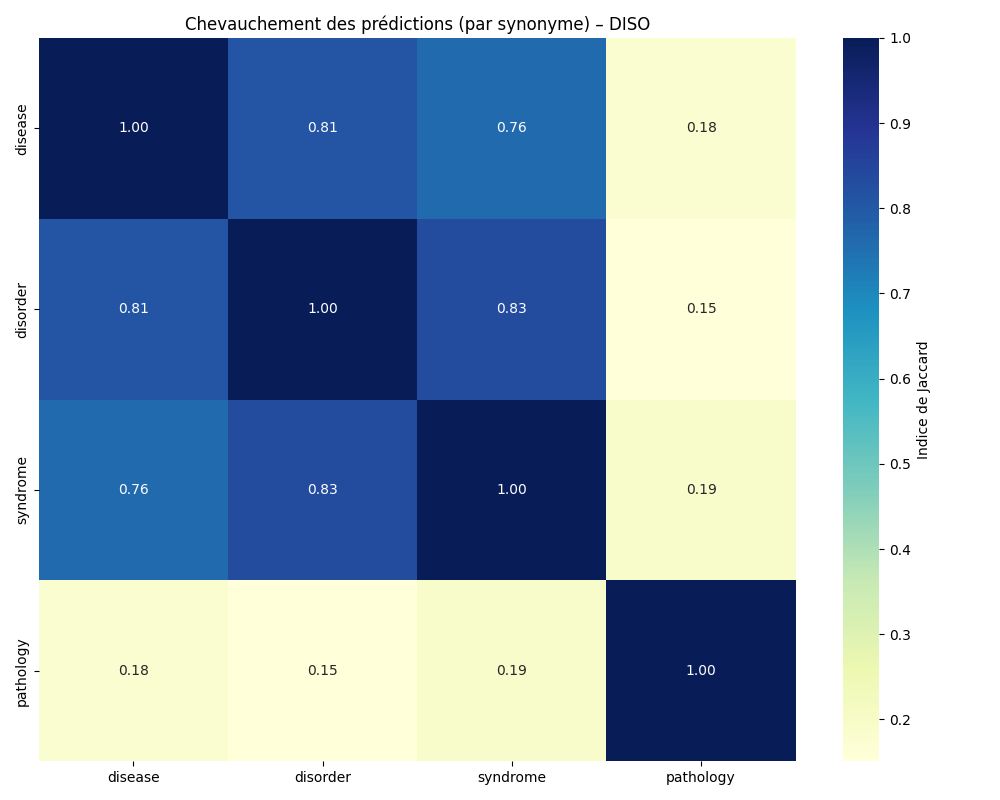 Chevauchement des prédictions (par synonyme) – DISO
disease
1.00
0.81
0.76
0.18
disorder
0.81
1.00
0.83
0.15
syndrome
0.76
0.83
1.00
0.19
pathology
0.18
0.15
0.19
1.00
disease
disorder
syndrome
pathology
1.0
0.9
0.8
0.7
0.6
0.5
0.4
0.3
0.2
Indice de Jaccard